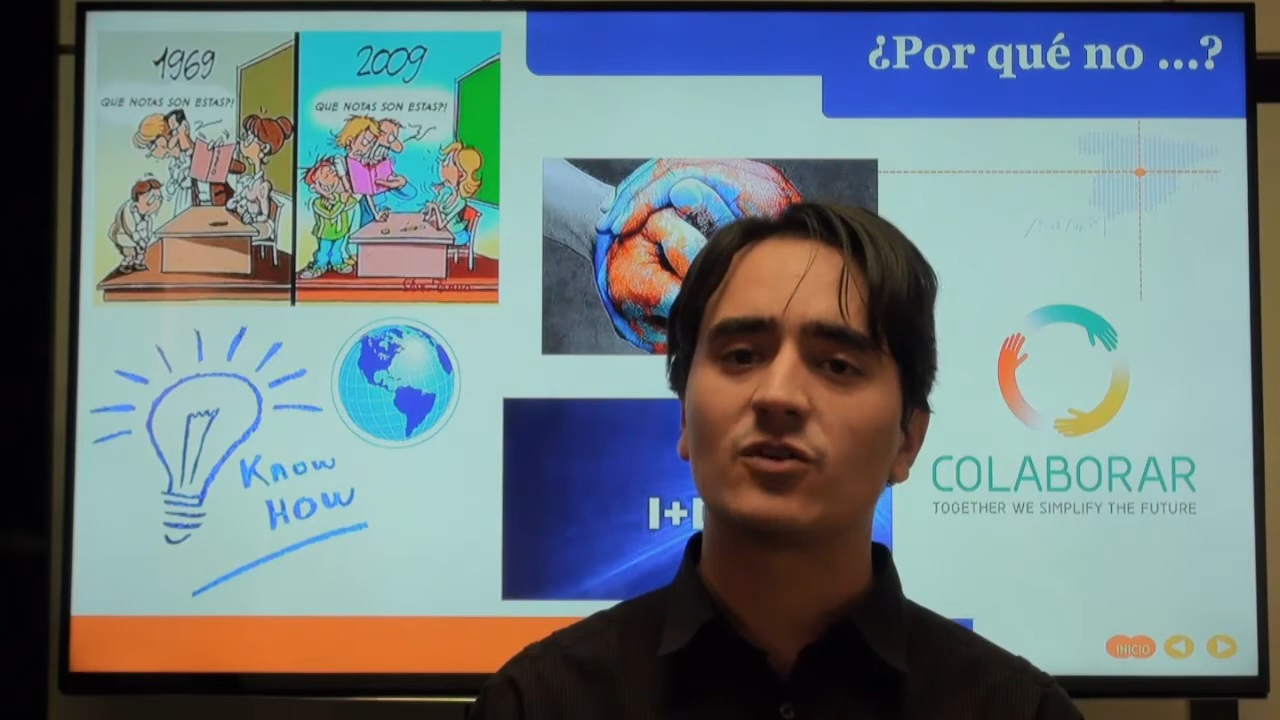 1969
2009
¿Por qué no ...?
QUE NOTAS SON ESTAS?!
QUE NOTAS SON ESTAS?!
KNOW
HOW
I+
COLABORAR
TOGETHER WE SIMPLIFY THE FUTURE
INICIO